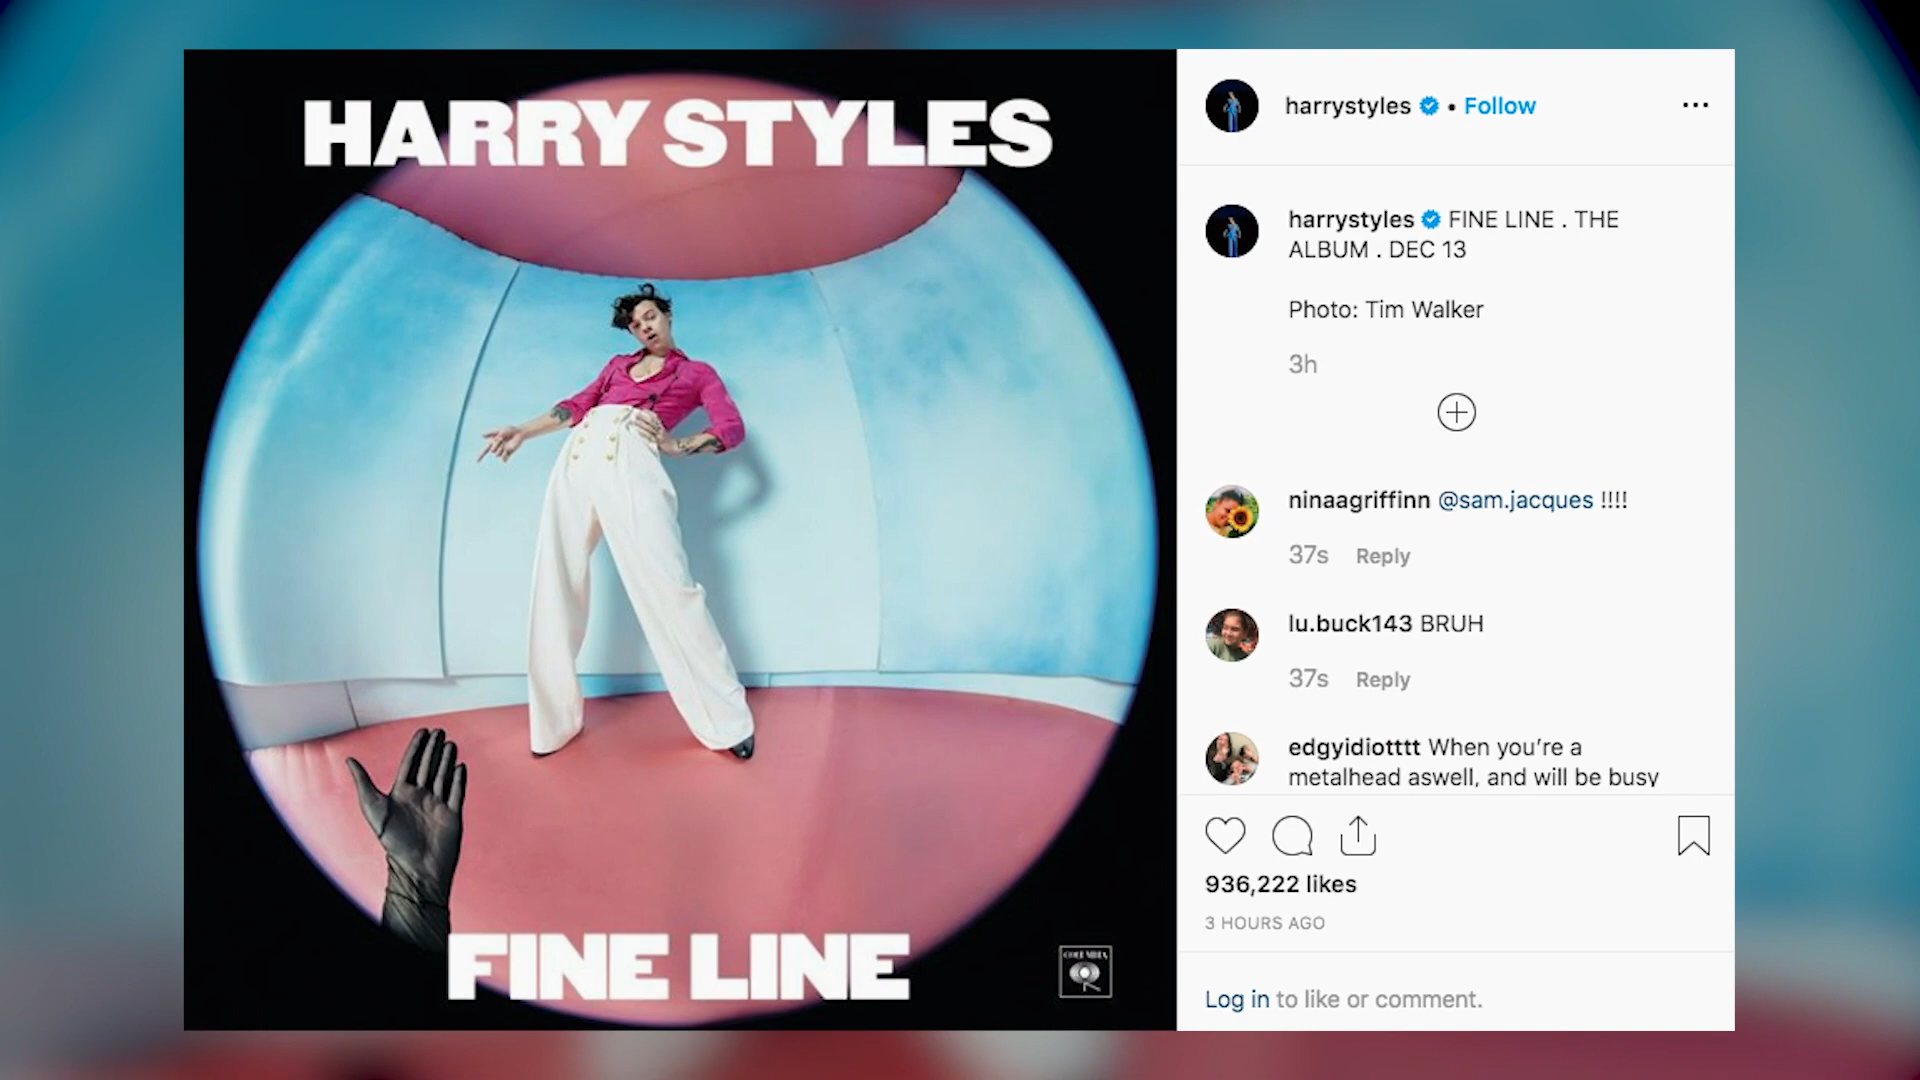 HARRY STYLES
FINE LINE
COLUMBIA
harrystyles • Follow
harrystyles FINE LINE . THE
ALBUM . DEC 13
Photo: Tim Walker
3h
ninaagriffinn @sam.jacques !!!!
37s Reply
lu.buck143 BRUH
37s Reply
edgyidiotttt When you’re a
metalhead aswell, and will be busy
936,222 likes
3 HOURS AGO
Log in to like or comment.